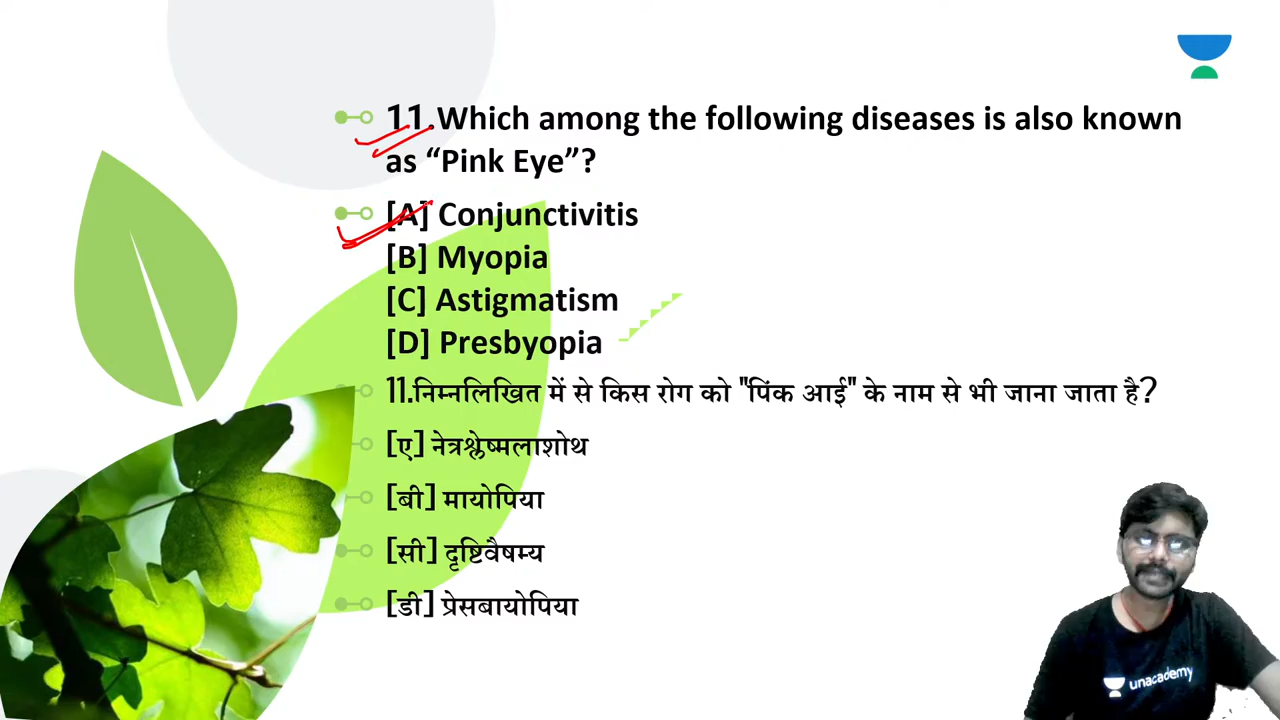 11.Which among the following diseases is also known
as “Pink Eye”?
[A] Conjunctivitis
[B] Myopia
[C] Astigmatism
[D] Presbyopia
11.निम्नलिखित में से किस रोग को "पिंक आई" के नाम से भी जाना जाता है?
[ए] नेत्रश्लेष्मलाशोथ
[बी] मायोपिया
[सी] दृष्टिवैषम्य
[डी] प्रेसबायोपिया
unacademy